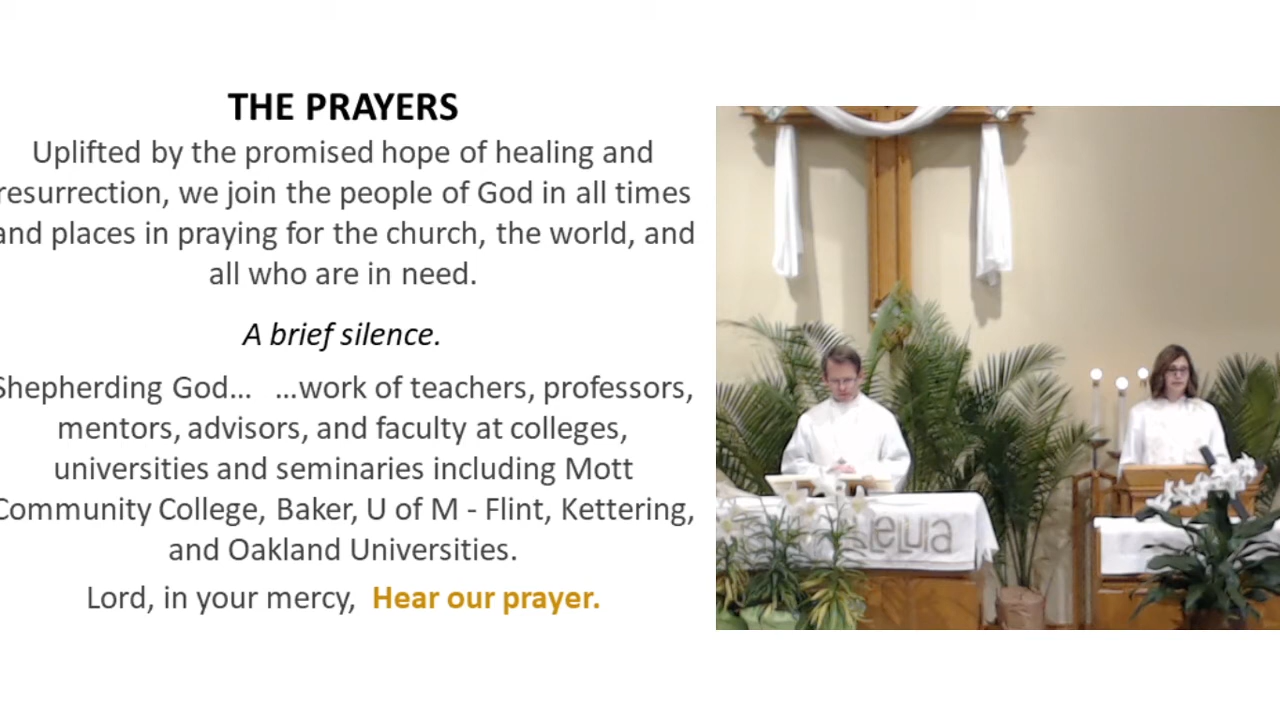 THE PRAYERS
Uplifted by the promised hope of healing and
resurrection, we join the people of God in all times
and places in praying for the church, the world, and
all who are in need.
A brief silence.
Shepherding God… …work of teachers, professors,
mentors, advisors, and faculty at colleges,
universities and seminaries including Mott
Community College, Baker, U of M - Flint, Kettering,
and Oakland Universities.
Lord, in your mercy, Hear our prayer.